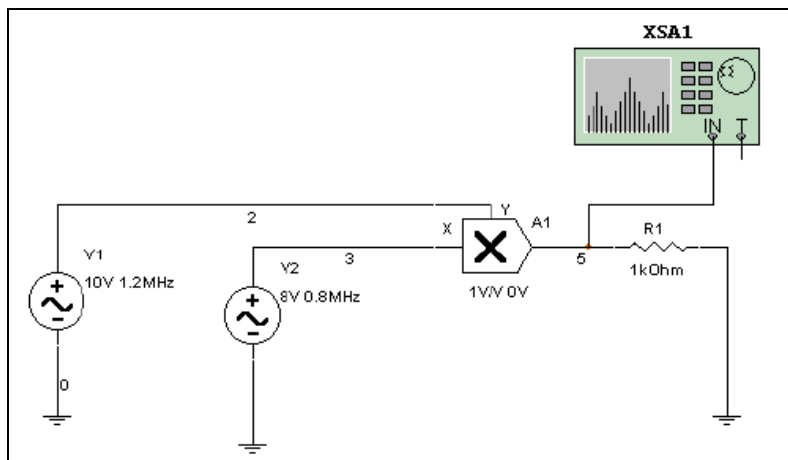 XSA1
IN T
2
Y
X
A1
3
5
R1
1kOhm
V1
10V 1.2MHz
V2
8V 0.8MHz
1V/V 0V
0